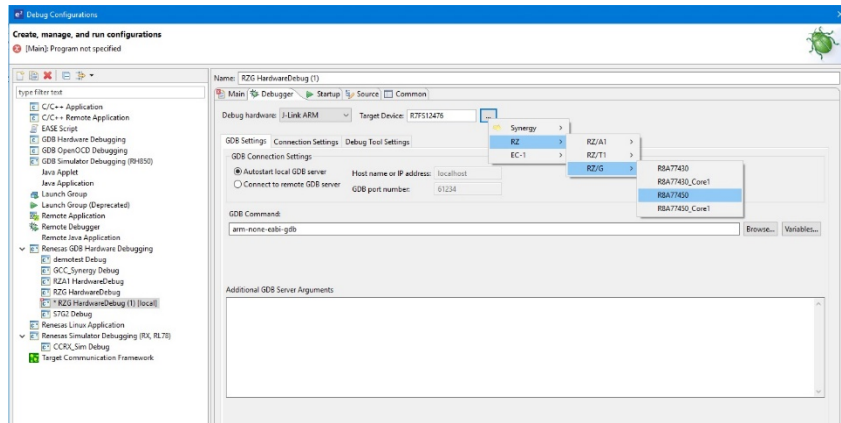 Debug Configurations
Create, manage, and run configurations
[Main]: Program not specified
type filter text
C/C++ Application
C/C++ Remote Application
EASE Script
GDB Hardware Debugging
GDB OpenOCD Debugging
GDB Simulator Debugging (RH850)
Java Applet
Java Application
Launch Group
Launch Group (Deprecated)
Remote Application
Remote Debugger
Remote Java Application
Renesas GDB Hardware Debugging
demotest Debug
GCC_Synergy Debug
RZA1 HardwareDebug
RZG HardwareDebug
* RZG HardwareDebug (1) [local]
S7G2 Debug
Renesas Linux Application
Renesas Simulator Debugging (RX, RL78)
CCRX_Sim Debug
Target Communication Framework
Name: RZG HardwareDebug (1)
Main Debugger Startup Source Common
Debug hardware: J-Link ARM Target Device: R7FS12476 ...
Synergy
RZ
EC-1
RZ/A1
RZ/T1
RZ/G
R8A77430
R8A77430_Core1
R8A77450
R8A77450_Core1
GDB Settings Connection Settings Debug Tool Settings
GDB Connection Settings
Autostart local GDB server Host name or IP address: localhost
Connect to remote GDB server GDB port number: 61234
GDB Command:
arm-none-eabi-gdb Browse... Variables...
Additional GDB Server Arguments